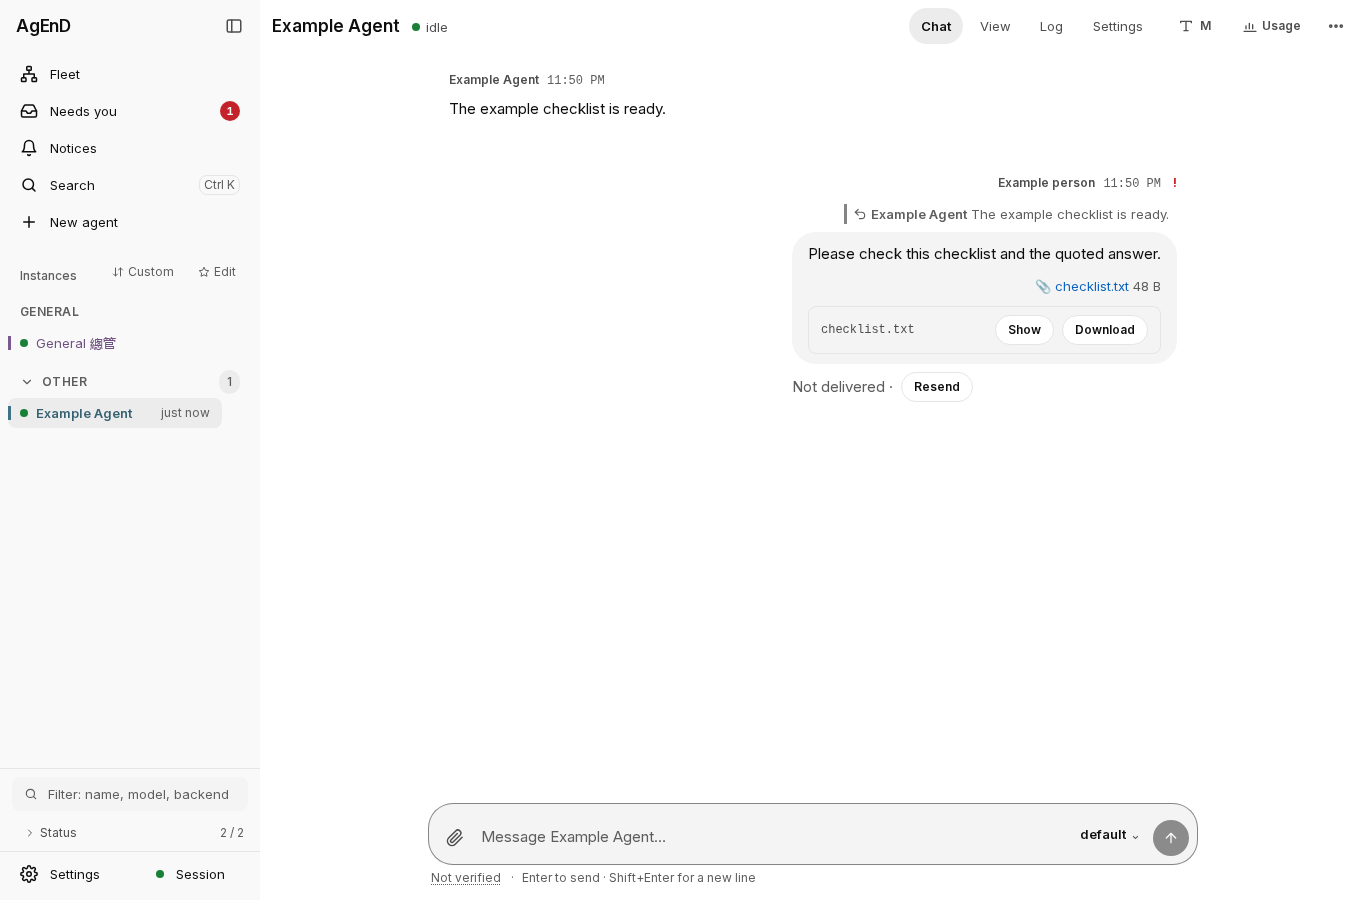 AgEnD
Fleet
Needs you 1
Notices
Search Ctrl K
New agent
Instances Custom Edit
GENERAL
General 總管
OTHER 1
Example Agent just now
Filter: name, model, backend
Status 2 / 2
Settings Session
Example Agent idle
Chat View Log Settings M Usage
Example Agent 11:50 PM
The example checklist is ready.
Example person 11:50 PM !
Example Agent The example checklist is ready.
Please check this checklist and the quoted answer.
checklist.txt 48 B
checklist.txt Show Download
Not delivered · Resend
Message Example Agent… default
Not verified · Enter to send · Shift+Enter for a new line